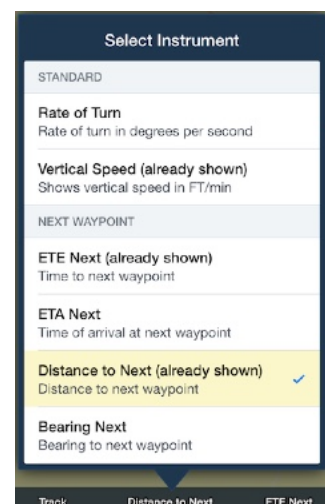 Select Instrument
STANDARD
Rate of Turn
Rate of turn in degrees per second
Vertical Speed (already shown)
Shows vertical speed in FT/min
NEXT WAYPOINT
ETE Next (already shown)
Time to next waypoint
ETA Next
Time of arrival at next waypoint
Distance to Next (already shown)
Distance to next waypoint
Bearing Next
Bearing to next waypoint
Track Distance to Next ETE Next